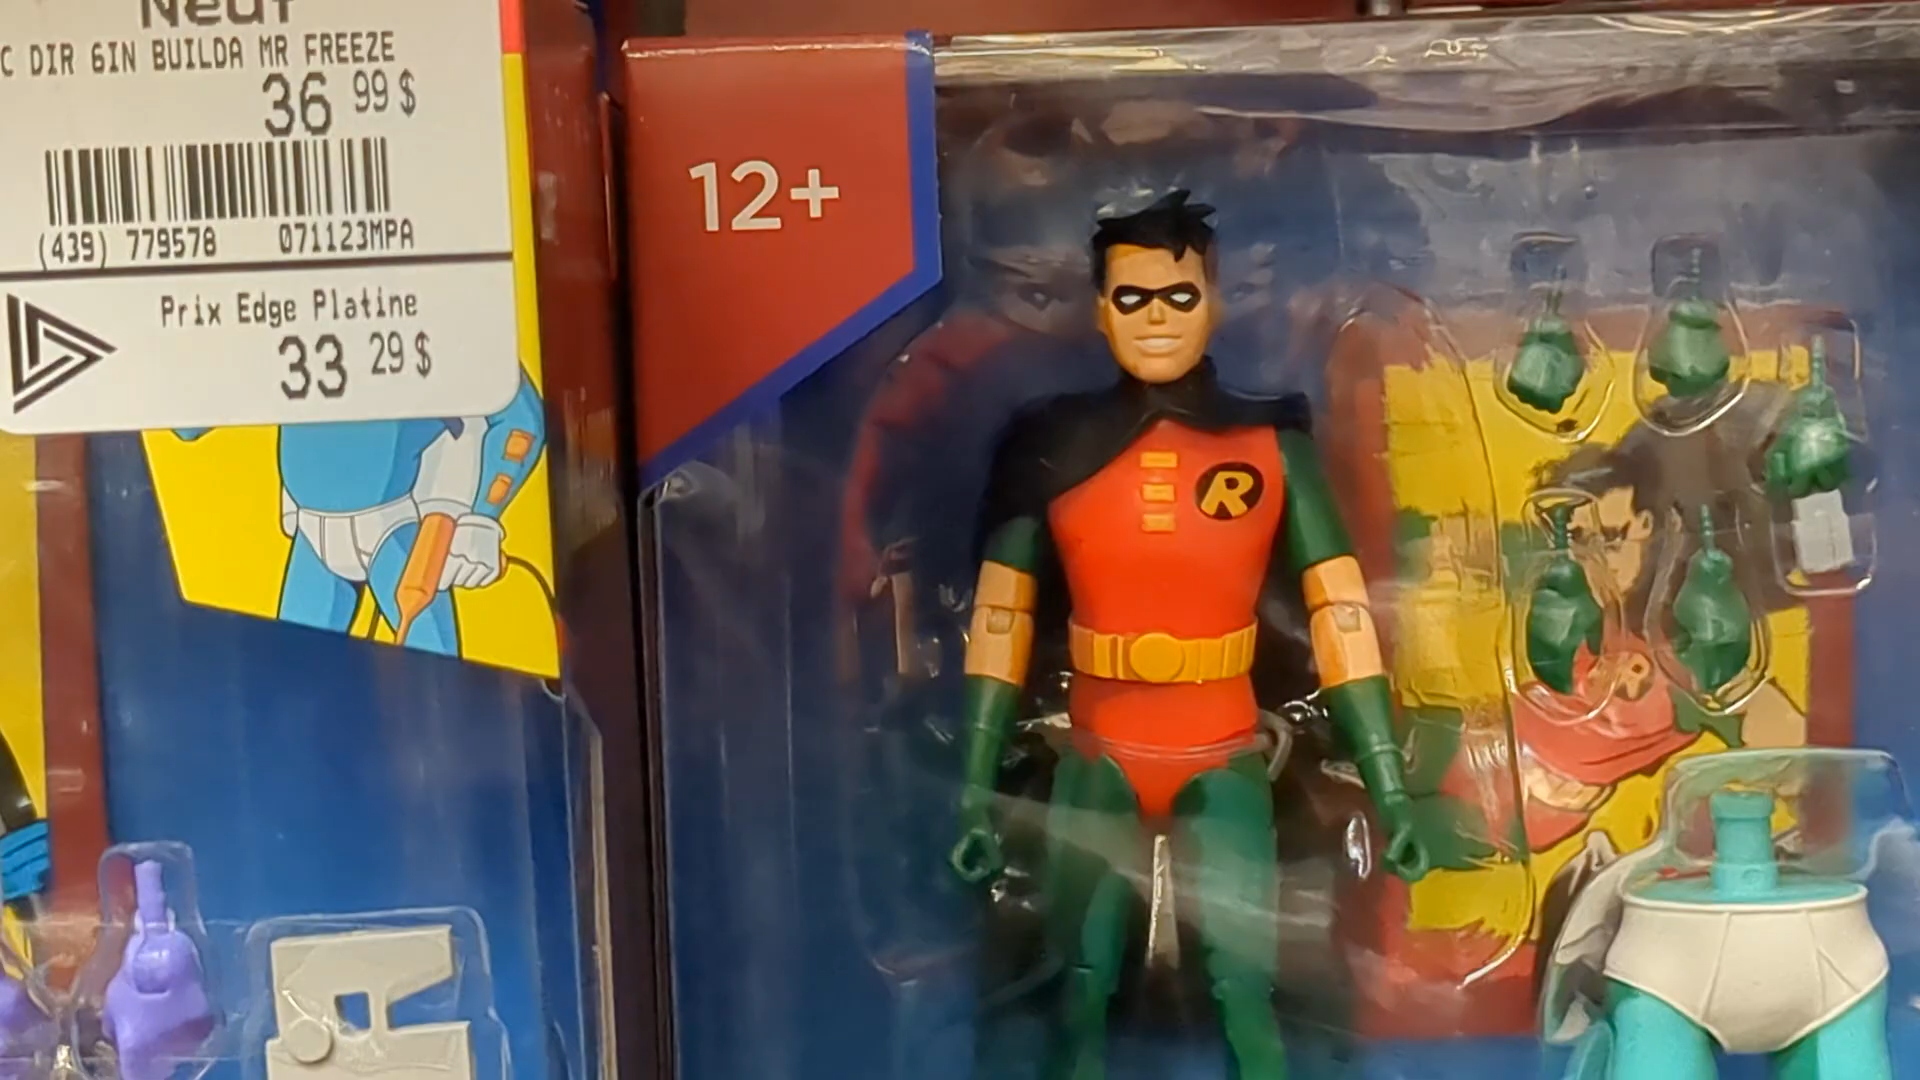 Neuf
C DIR 6IN BUILDA MR FREEZE
36 99 $
(439) 779578 071123MPA
Prix Edge Platine
33 29 $
12+
R
R